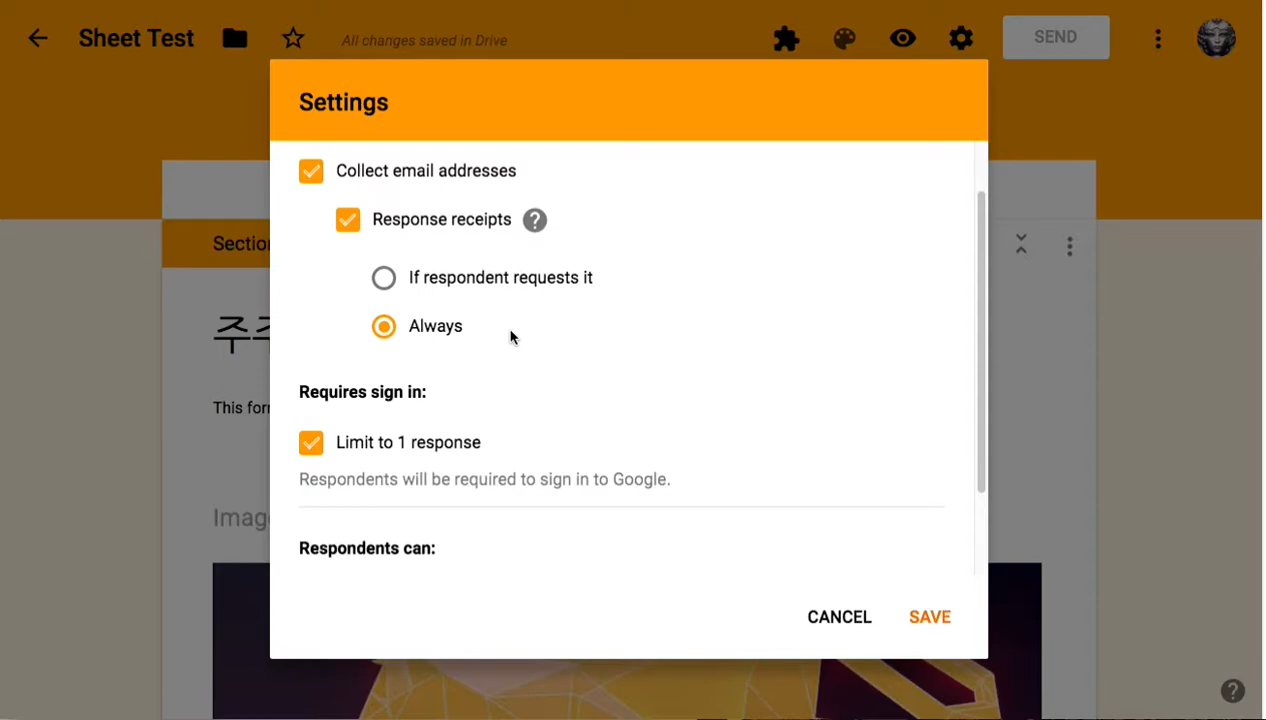 Sheet Test
All changes saved in Drive
SEND
Settings
Collect email addresses
Response receipts ?
If respondent requests it
Always
Requires sign in:
Limit to 1 response
Respondents will be required to sign in to Google.
Respondents can:
CANCEL
SAVE
Sectio
주주
This for
Imag
?